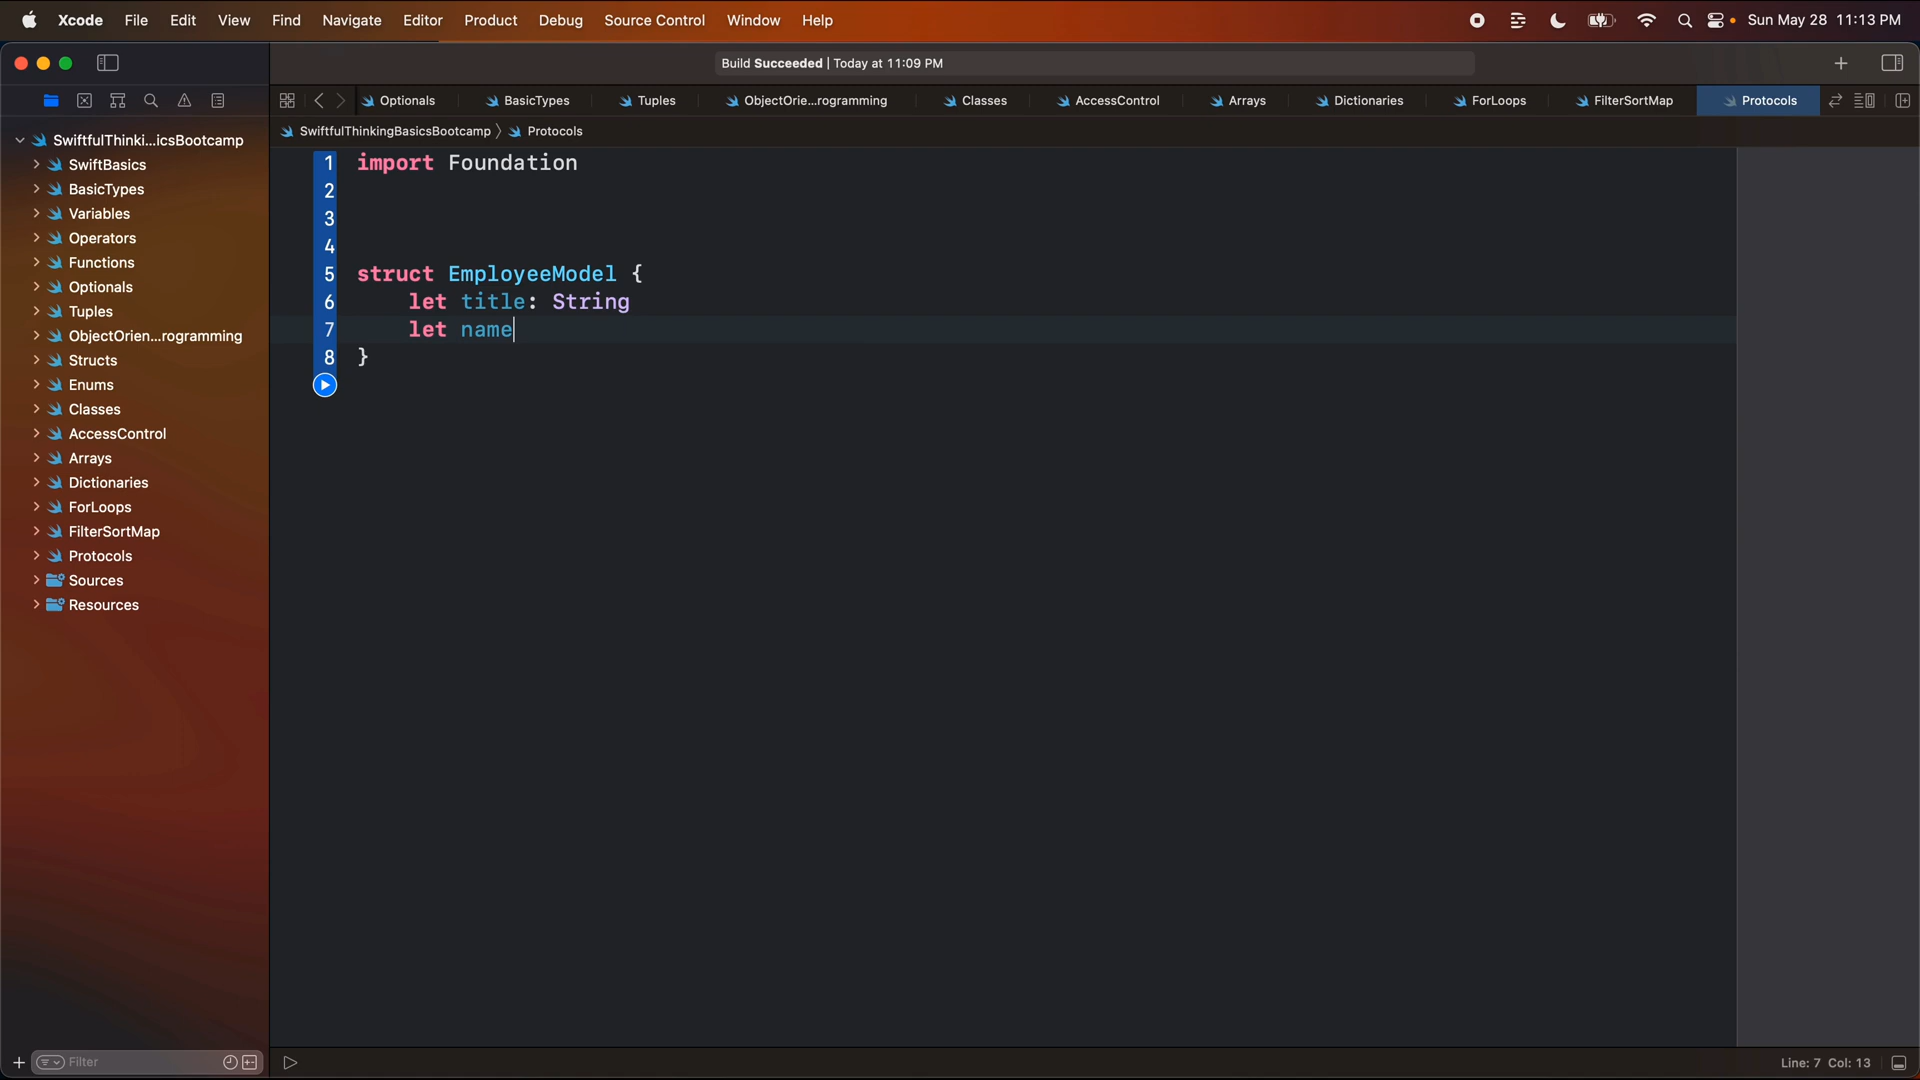 Xcode File Edit View Find Navigate Editor Product Debug Source Control Window Help Sun May 28 11:13 PM
Build Succeeded | Today at 11:09 PM
Optionals BasicTypes Tuples ObjectOrie...rogramming Classes AccessControl Arrays Dictionaries ForLoops FilterSortMap Protocols
SwiftfulThinkingBasicsBootcamp Protocols
SwiftfulThinki...icsBootcamp
SwiftBasics
BasicTypes
Variables
Operators
Functions
Optionals
Tuples
ObjectOrien...rogramming
Structs
Enums
Classes
AccessControl
Arrays
Dictionaries
ForLoops
FilterSortMap
Protocols
Sources
Resources
1 import Foundation
2
3
4
5 struct EmployeeModel {
6 let title: String
7 let name
8 }
Filter
Line: 7 Col: 13